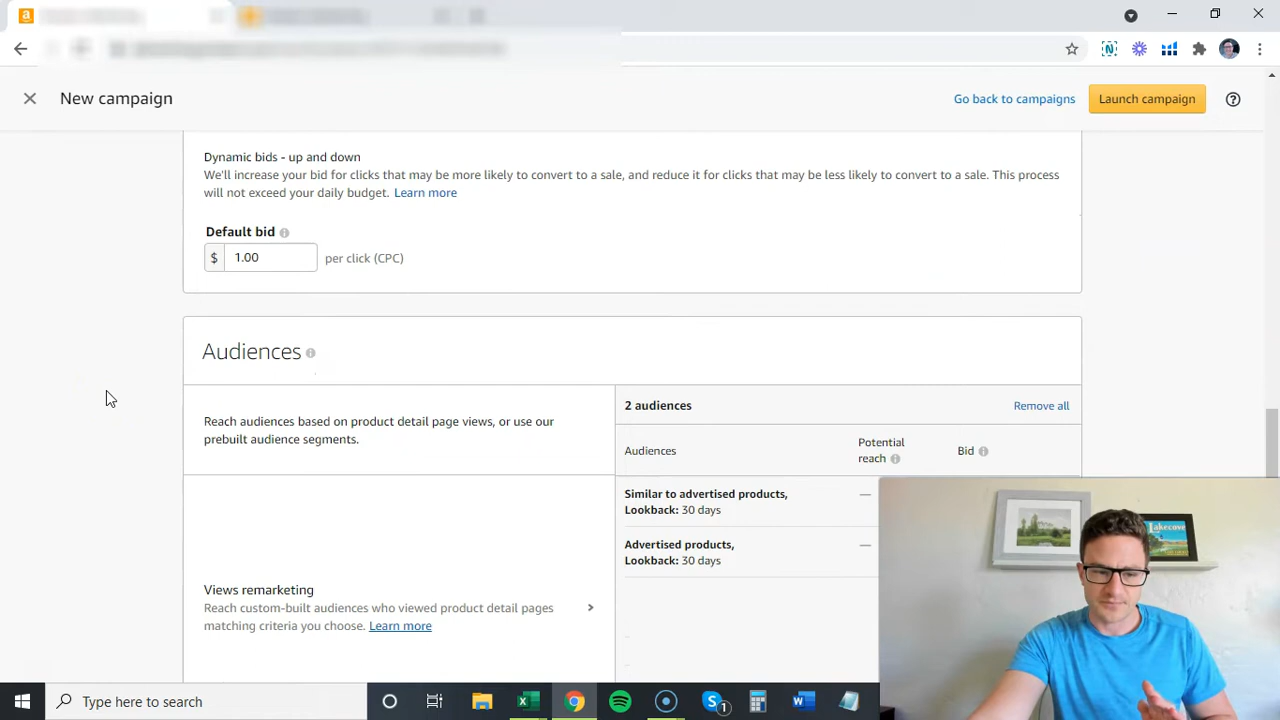 New campaign
Go back to campaigns
Launch campaign
Dynamic bids - up and down
We'll increase your bid for clicks that may be more likely to convert to a sale, and reduce it for clicks that may be less likely to convert to a sale. This process
will not exceed your daily budget. Learn more
Default bid
$ 1.00 per click (CPC)
Audiences
Reach audiences based on product detail page views, or use our
prebuilt audience segments.
2 audiences
Remove all
Audiences
Potential
reach
Bid
Similar to advertised products,
Lookback: 30 days
Advertised products,
Lookback: 30 days
Views remarketing
Reach custom-built audiences who viewed product detail pages
matching criteria you choose. Learn more
Lakecove
Type here to search
1